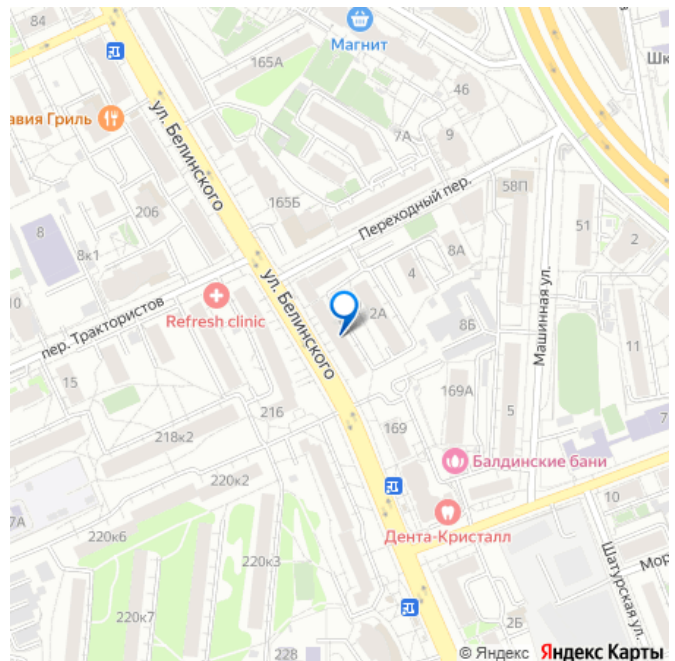 84
Магнит
165А
Шк
46
авия Гриль
7А
9
ул. Белинского
58П
165Б
206
Переходный пер.
51
8
8к1
8А
2
4
10
ул. Белинского
Машинная ул.
пер. Трактористов
Refresh clinic
2А
8Б
11
15
169А
216
5
218к2
169
7
220к2
Балдинские бани
10
7А
Дента-Кристалл
220к6
220к3
Шатурская ул.
Мор
220к7
2Б
228
© Яндекс Яндекс Карты